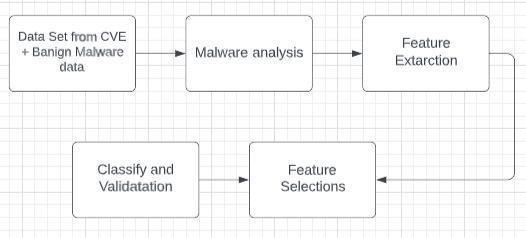 Data Set from CVE
+ Banign Malware
data
Malware analysis
Feature
Extarction
Classify and
Validatation
Feature
Selections